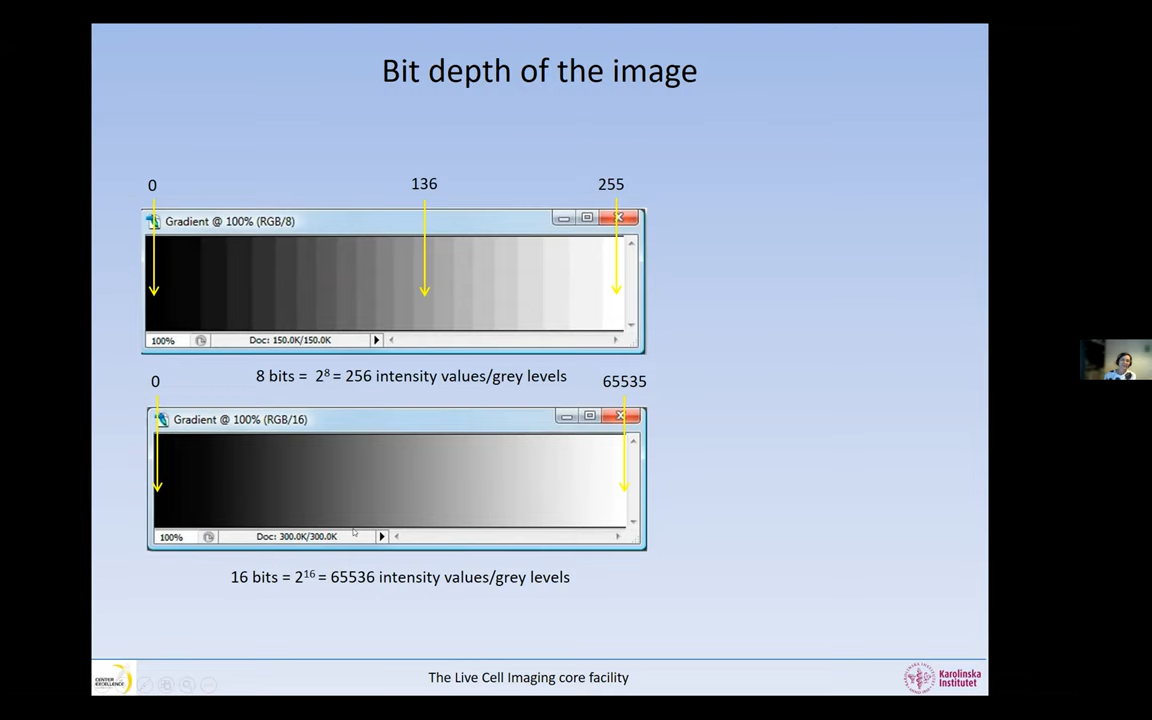 Bit depth of the image
0 136 255
Gradient @ 100% (RGB/8)
100% Doc: 150.0K/150.0K
8 bits = 2⁸ = 256 intensity values/grey levels
0 65535
Gradient @ 100% (RGB/16)
100% Doc: 300.0K/300.0K
16 bits = 2¹⁶ = 65536 intensity values/grey levels
CENTER
EXCELLENCE
The Live Cell Imaging core facility
Karolinska
Institutet